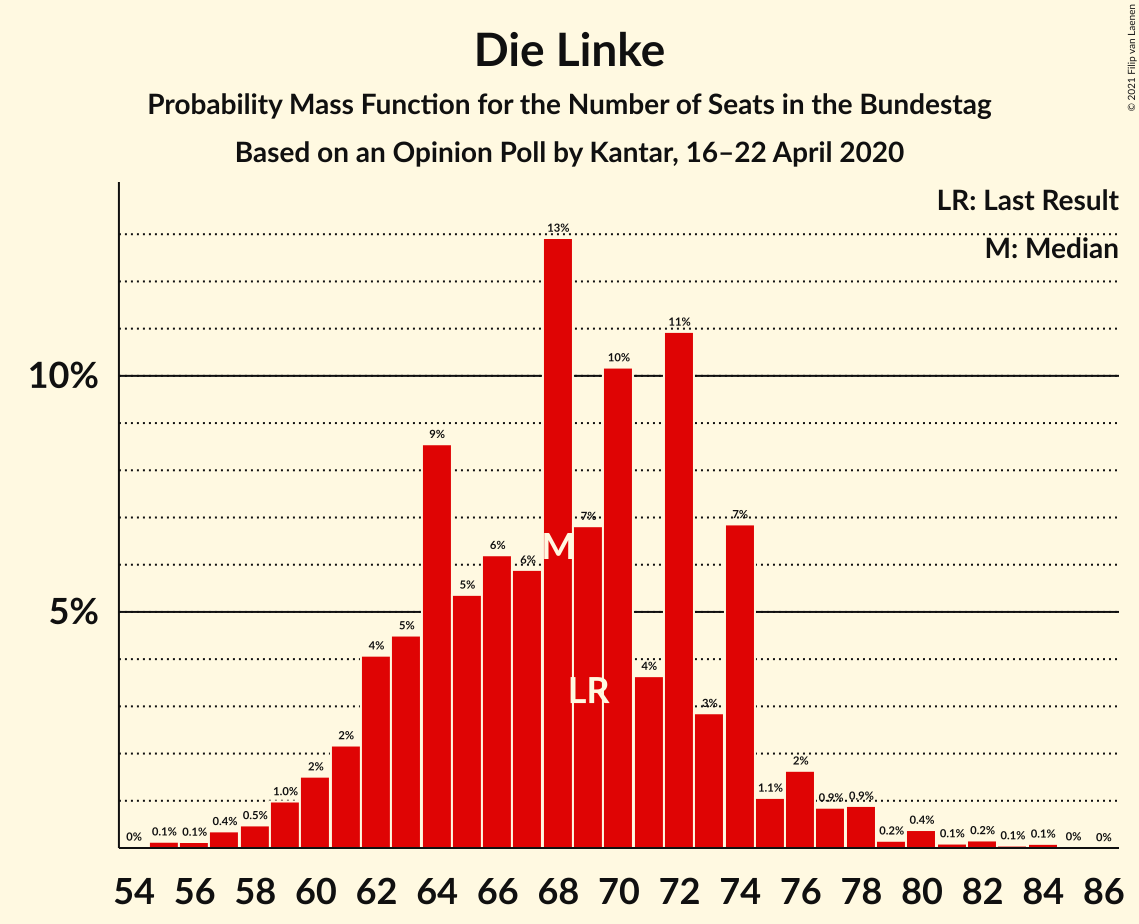 © 2021 Filip van Laenen
Die Linke
Probability Mass Function for the Number of Seats in the Bundestag
Based on an Opinion Poll by Kantar, 16–22 April 2020
LR: Last Result
M: Median
10%
5%
0% 0.1% 0.1% 0.4% 0.5% 1.0% 2% 2% 4% 5% 9% 5% 6% 6% 13% 7% 10% 4% 11% 3% 7% 1.1% 2% 0.9% 0.9% 0.2% 0.4% 0.1% 0.2% 0.1% 0.1% 0% 0%
M
LR
54 56 58 60 62 64 66 68 70 72 74 76 78 80 82 84 86